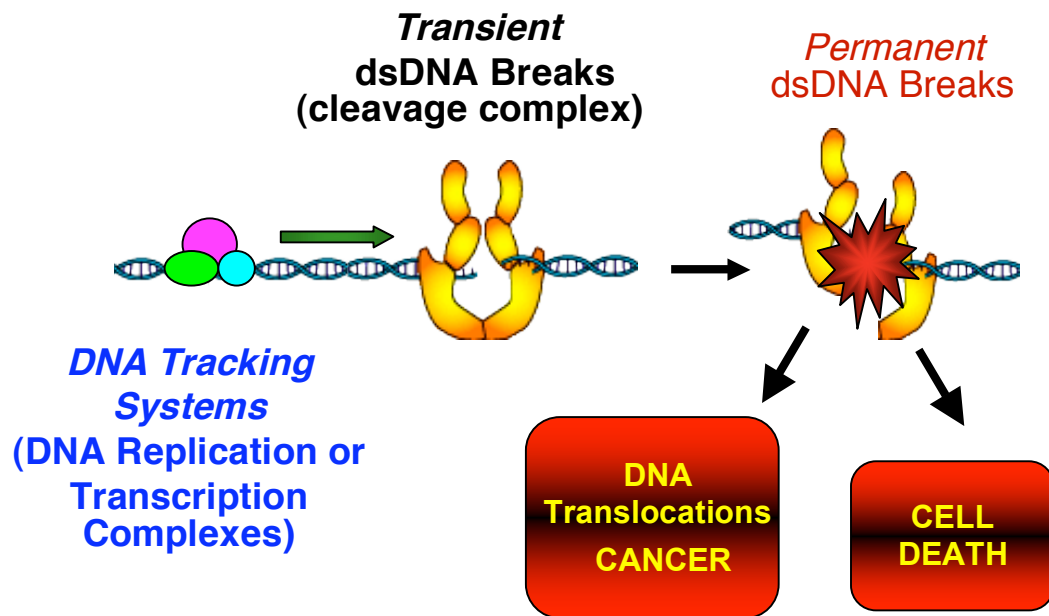 Transient
dsDNA Breaks
(cleavage complex)
Permanent
dsDNA Breaks
DNA Tracking
Systems
(DNA Replication or
Transcription
Complexes)
DNA
Translocations
CANCER
CELL
DEATH